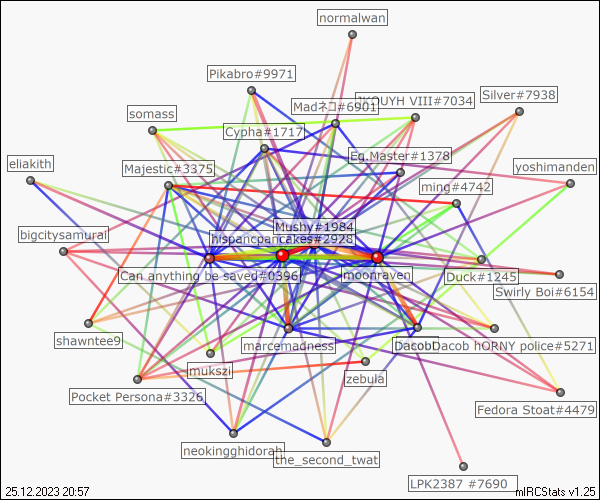 normalwan
Pikabro#9971
Madネコ#6901
VIII#7034
Silver#7938
somass
Cypha#1717
Eg.Master#1378
eliakith
Majestic#3375
yoshimanden
ming#4742
Mushy#1984
bigcitysamurai
hispancpancakes#2928
Can anything be saved#0396
moonraven
Duck#1245
Swirly Boi#6154
shawntee9
marcemadness
Dacob hORNY police#5271
mukszi
zebula
Pocket Persona#3326
Fedora Stoat#4479
neokingghidorah
the_second_twat
LPK2387 #7690
25.12.2023 20:57
mIRCStats v1.25